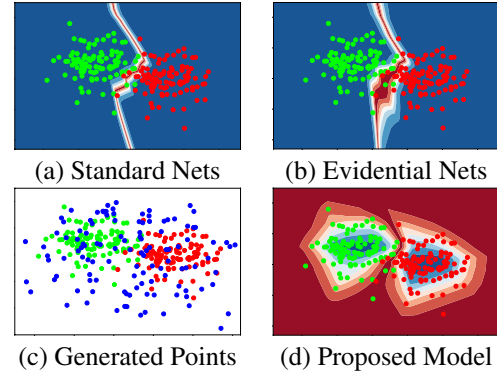 (a) Standard Nets
(b) Evidential Nets
(c) Generated Points
(d) Proposed Model